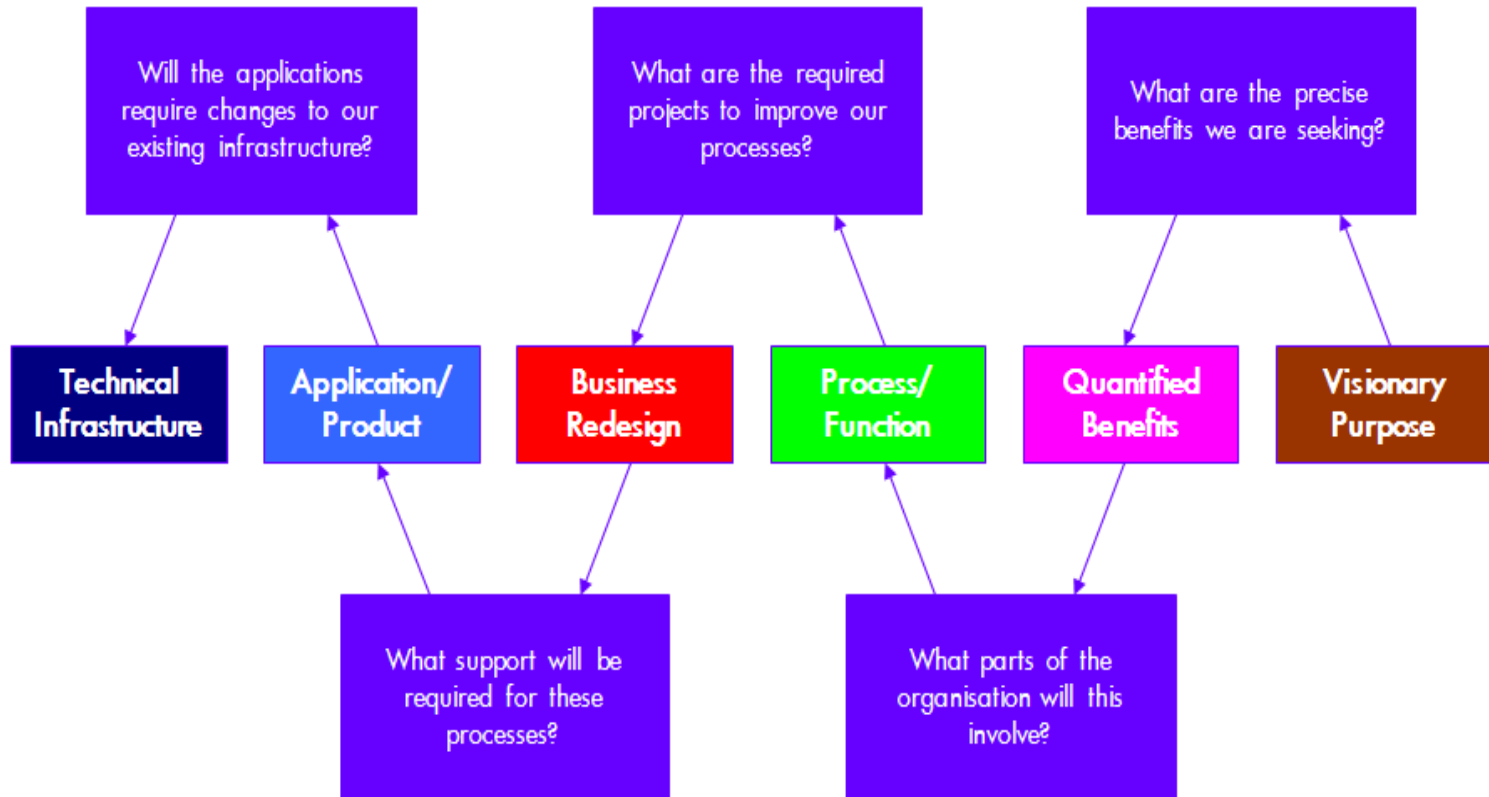 Will the applications
require changes to our
existing infrastructure?
What are the required
projects to improve our
processes?
What are the precise
benefits we are seeking?
Technical
Infrastructure
Application/
Product
Business
Redesign
Process/
Function
Quantified
Benefits
Visionary
Purpose
What support will be
required for these
processes?
What parts of the
organisation will this
involve?